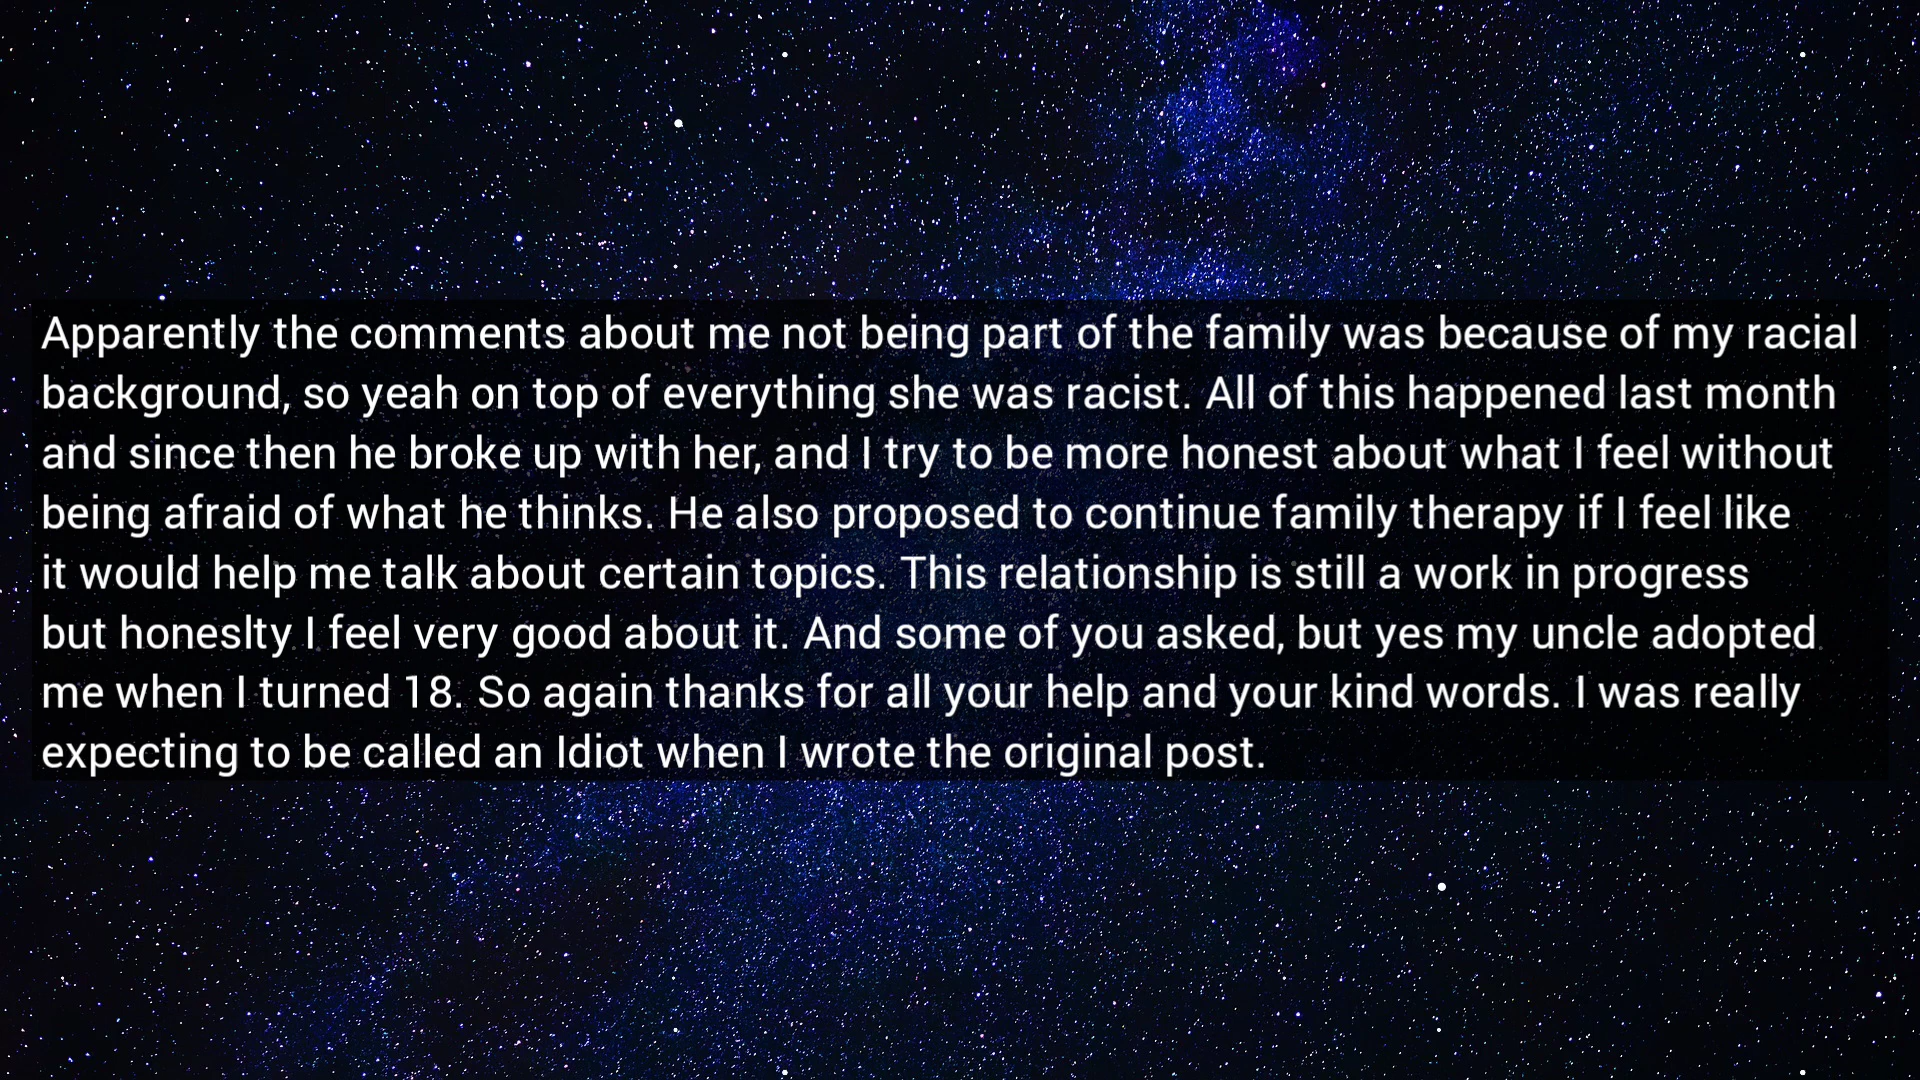 Apparently the comments about me not being part of the family was because of my racial
background, so yeah on top of everything she was racist. All of this happened last month
and since then he broke up with her, and I try to be more honest about what I feel without
being afraid of what he thinks. He also proposed to continue family therapy if I feel like
it would help me talk about certain topics. This relationship is still a work in progress
but honeslty I feel very good about it. And some of you asked, but yes my uncle adopted
me when I turned 18. So again thanks for all your help and your kind words. I was really
expecting to be called an Idiot when I wrote the original post.